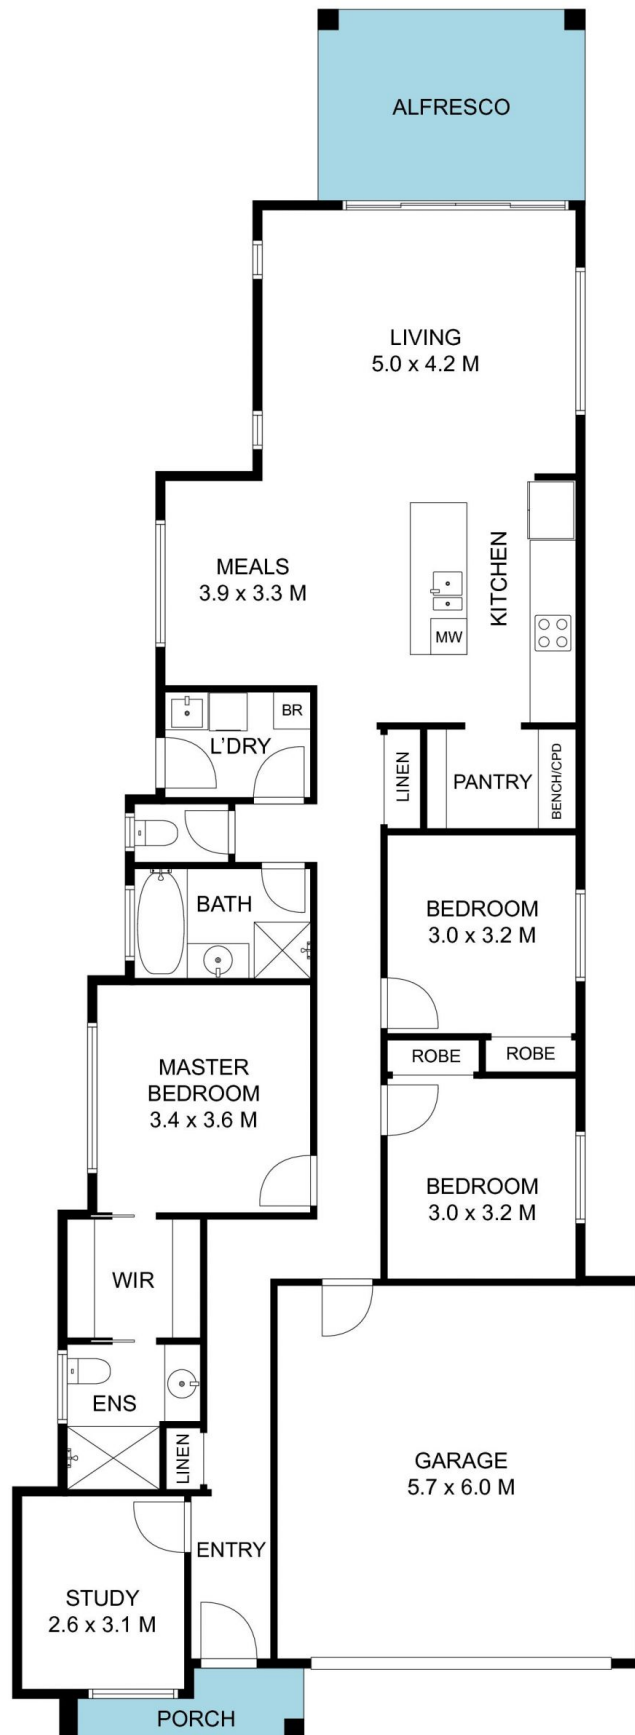 ALFRESCO
LIVING
5.0 x 4.2 M
MEALS
3.9 x 3.3 M
KITCHEN
MW
BR
L'DRY
LINEN
PANTRY
BENCH/CPD
BATH
BEDROOM
3.0 x 3.2 M
ROBE
ROBE
MASTER
BEDROOM
3.4 x 3.6 M
BEDROOM
3.0 x 3.2 M
WIR
ENS
LINEN
GARAGE
5.7 x 6.0 M
ENTRY
STUDY
2.6 x 3.1 M
PORCH